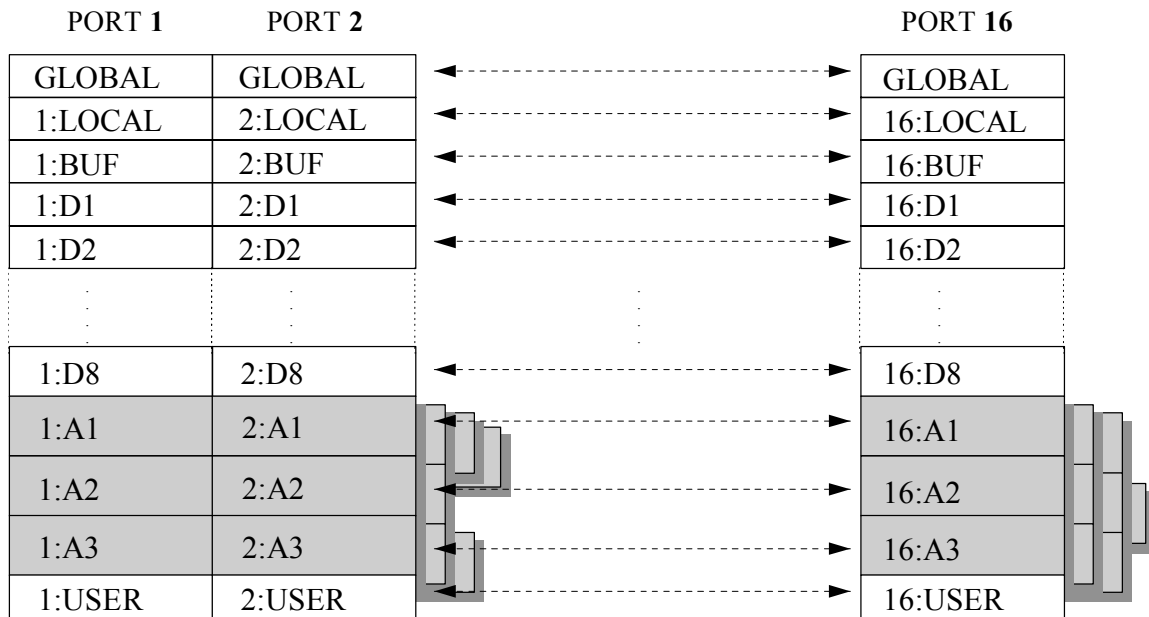 PORT 1 PORT 2 PORT 16
GLOBAL GLOBAL GLOBAL
1:LOCAL 2:LOCAL 16:LOCAL
1:BUF 2:BUF 16:BUF
1:D1 2:D1 16:D1
1:D2 2:D2 16:D2
1:D8 2:D8 16:D8
1:A1 2:A1 16:A1
1:A2 2:A2 16:A2
1:A3 2:A3 16:A3
1:USER 2:USER 16:USER